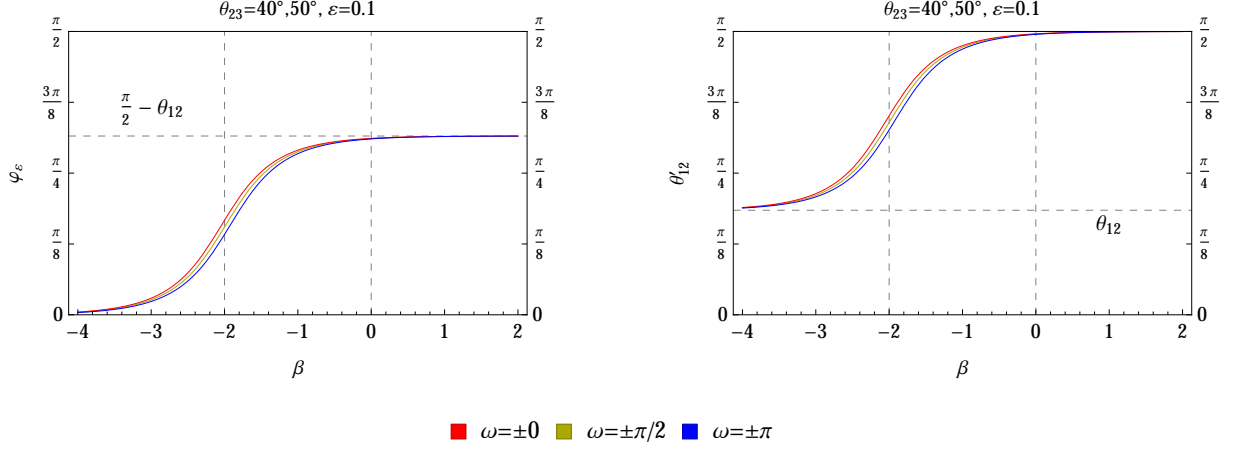 θ₂₃=40°,50°, ε=0.1
π/2 π/2
3π/8 3π/8
π/4 π/4
π/8 π/8
0 0
π/2 − θ₁₂
φ_ε
−4 −3 −2 −1 0 1 2
β
θ₂₃=40°,50°, ε=0.1
π/2 π/2
3π/8 3π/8
π/4 π/4
π/8 π/8
0 0
θ₁₂
θ′₁₂
−4 −3 −2 −1 0 1 2
β
ω=±0 ω=±π/2 ω=±π